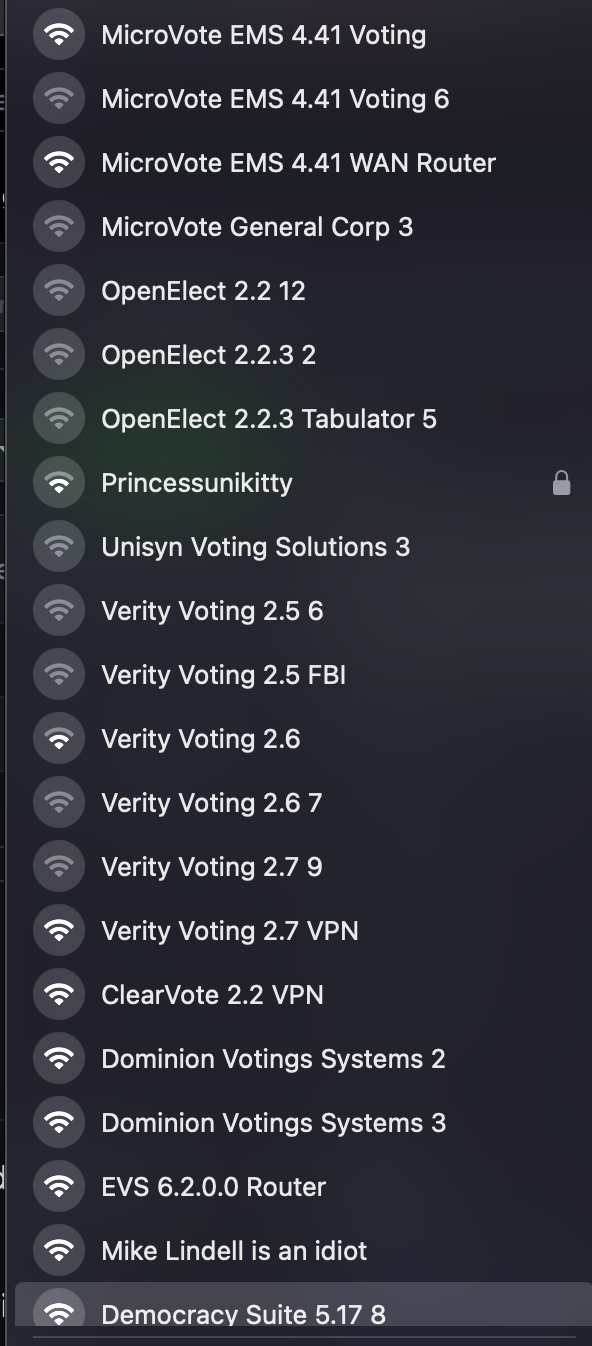 MicroVote EMS 4.41 Voting
MicroVote EMS 4.41 Voting 6
MicroVote EMS 4.41 WAN Router
MicroVote General Corp 3
OpenElect 2.2 12
OpenElect 2.2.3 2
OpenElect 2.2.3 Tabulator 5
Princessunikitty
Unisyn Voting Solutions 3
Verity Voting 2.5 6
Verity Voting 2.5 FBI
Verity Voting 2.6
Verity Voting 2.6 7
Verity Voting 2.7 9
Verity Voting 2.7 VPN
ClearVote 2.2 VPN
Dominion Votings Systems 2
Dominion Votings Systems 3
EVS 6.2.0.0 Router
Mike Lindell is an idiot
Democracy Suite 5.17 8